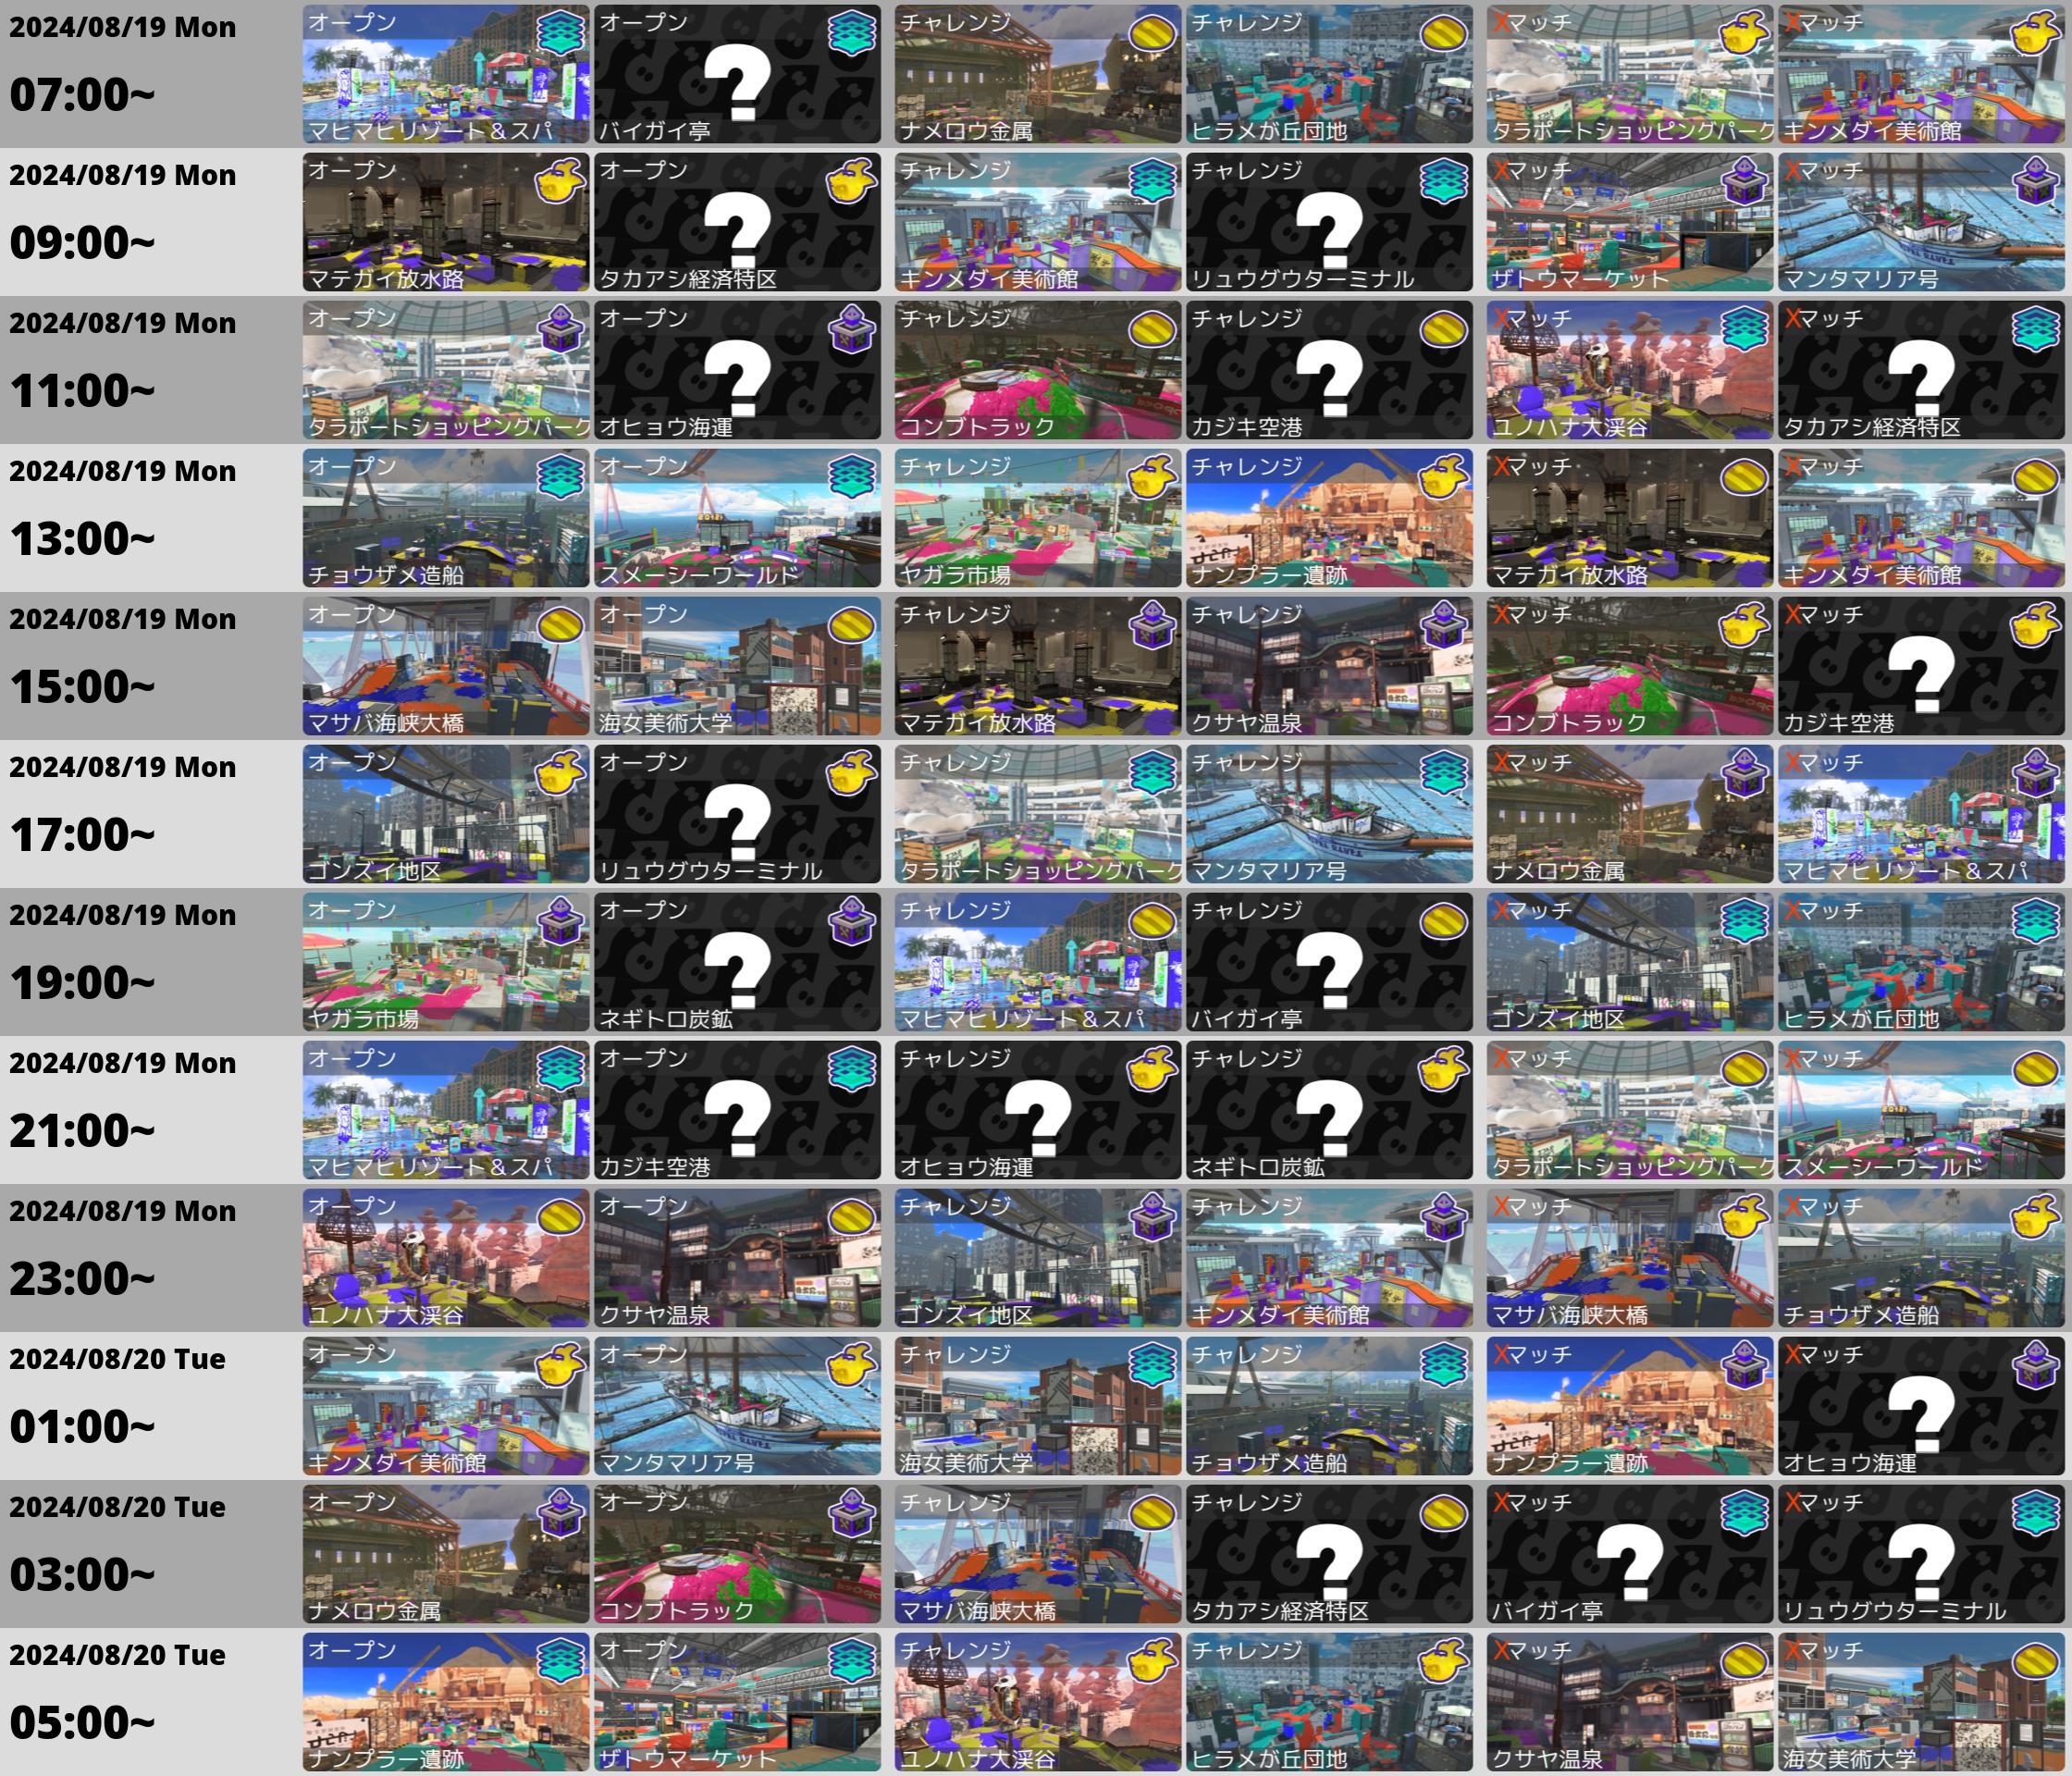 2024/08/19 Mon
07:00~
オープン マヒマヒリゾート&スパ
オープン バイガイ亭
チャレンジ ナメロウ金属
チャレンジ ヒラメが丘団地
Xマッチ タラポートショッピングパーク
Xマッチ キンメダイ美術館
2024/08/19 Mon
09:00~
オープン マテガイ放水路
オープン タカアシ経済特区
チャレンジ キンメダイ美術館
チャレンジ リュウグウターミナル
Xマッチ ザトウマーケット
Xマッチ マンタマリア号
2024/08/19 Mon
11:00~
オープン タラポートショッピングパーク
オープン オヒョウ海運
チャレンジ コンブトラック
チャレンジ カジキ空港
Xマッチ ユノハナ大渓谷
Xマッチ タカアシ経済特区
2024/08/19 Mon
13:00~
オープン チョウザメ造船
オープン スメーシーワールド
チャレンジ ヤガラ市場
チャレンジ ナンプラー遺跡
Xマッチ マテガイ放水路
Xマッチ キンメダイ美術館
2024/08/19 Mon
15:00~
オープン マサバ海峡大橋
オープン 海女美術大学
チャレンジ マテガイ放水路
チャレンジ クサヤ温泉
Xマッチ コンブトラック
Xマッチ カジキ空港
2024/08/19 Mon
17:00~
オープン ゴンズイ地区
オープン リュウグウターミナル
チャレンジ タラポートショッピングパーク
チャレンジ マンタマリア号
Xマッチ ナメロウ金属
Xマッチ マヒマヒリゾート&スパ
2024/08/19 Mon
19:00~
オープン ヤガラ市場
オープン ネギトロ炭鉱
チャレンジ マヒマヒリゾート&スパ
チャレンジ バイガイ亭
Xマッチ ゴンズイ地区
Xマッチ ヒラメが丘団地
2024/08/19 Mon
21:00~
オープン マヒマヒリゾート&スパ
オープン カジキ空港
チャレンジ オヒョウ海運
チャレンジ ネギトロ炭鉱
Xマッチ タラポートショッピングパーク
Xマッチ スメーシーワールド
2024/08/19 Mon
23:00~
オープン ユノハナ大渓谷
オープン クサヤ温泉
チャレンジ ゴンズイ地区
チャレンジ キンメダイ美術館
Xマッチ マサバ海峡大橋
Xマッチ チョウザメ造船
2024/08/20 Tue
01:00~
オープン キンメダイ美術館
オープン マンタマリア号
チャレンジ 海女美術大学
チャレンジ チョウザメ造船
Xマッチ ナンプラー遺跡
Xマッチ オヒョウ海運
2024/08/20 Tue
03:00~
オープン ナメロウ金属
オープン コンブトラック
チャレンジ マサバ海峡大橋
チャレンジ タカアシ経済特区
Xマッチ バイガイ亭
Xマッチ リュウグウターミナル
2024/08/20 Tue
05:00~
オープン ナンプラー遺跡
オープン ザトウマーケット
チャレンジ ユノハナ大渓谷
チャレンジ ヒラメが丘団地
Xマッチ クサヤ温泉
Xマッチ 海女美術大学